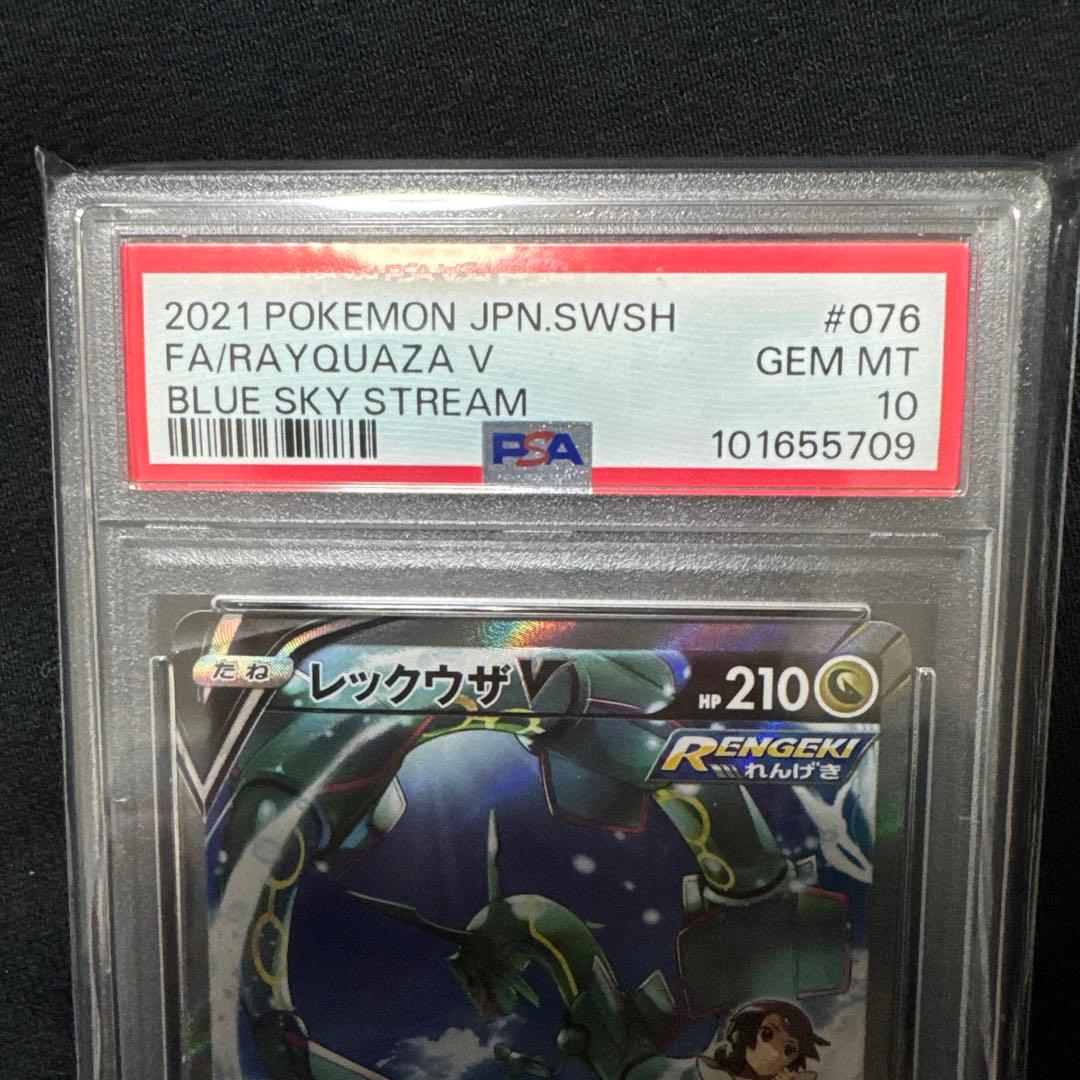 2021 POKEMON JPN.SWSH #076
FA/RAYQUAZA V GEM MT
BLUE SKY STREAM 10
PSA 101655709
たね レックウザV HP 210
RENGEKI
れんげき